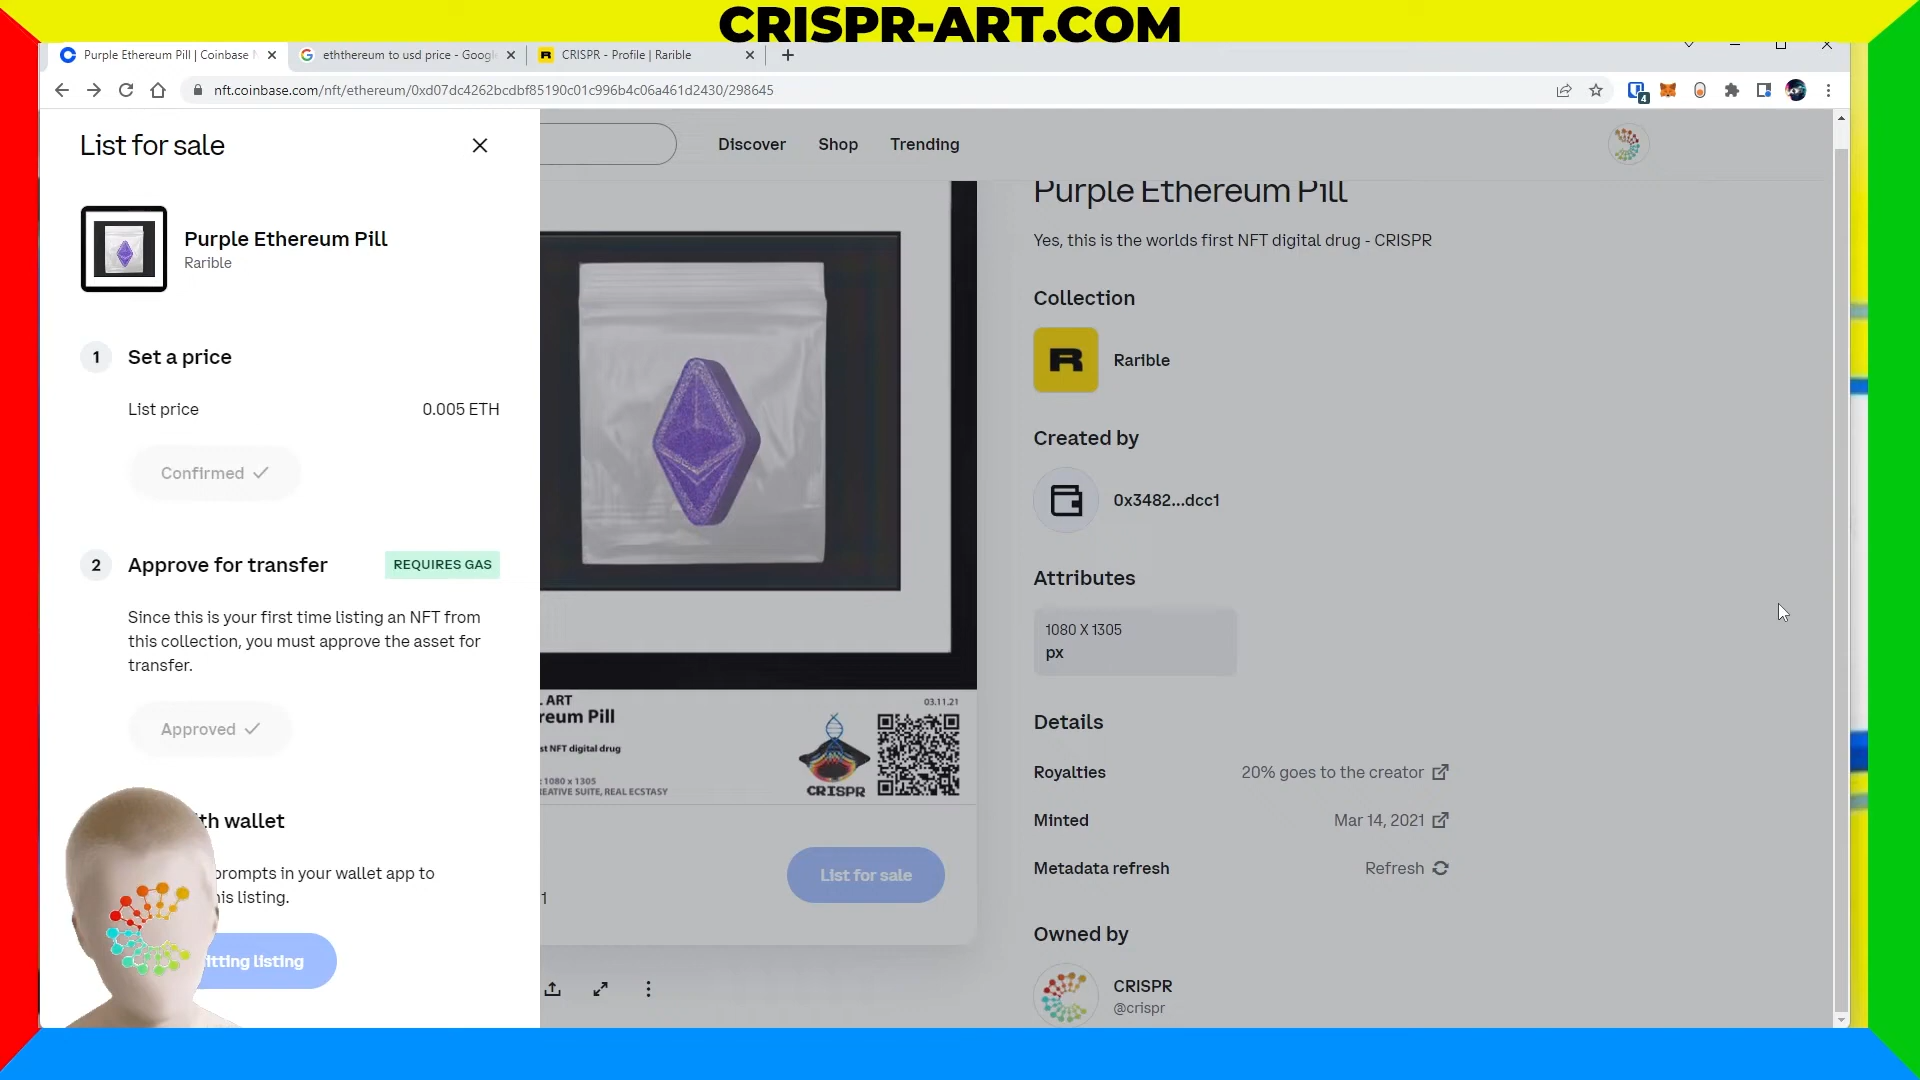 CRISPR-ART.COM
Purple Ethereum Pill | Coinbase
eththereum to usd price - Google
CRISPR - Profile | Rarible
nft.coinbase.com/nft/ethereum/0xd07dc4262bcdbf85190c01c996b4c06a461d2430/298645
4
List for sale
Purple Ethereum Pill
Rarible
1 Set a price
List price 0.005 ETH
Confirmed
2 Approve for transfer REQUIRES GAS
Since this is your first time listing an NFT from
this collection, you must approve the asset for
transfer.
Approved
th wallet
prompts in your wallet app to
his listing.
itting listing
Discover Shop Trending
L ART
reum Pill
st NFT digital drug
: 1080 x 1305
REATIVE SUITE, REAL ECSTASY
CRISPR
03.11.21
1
List for sale
Purple Ethereum Pill
Yes, this is the worlds first NFT digital drug - CRISPR
Collection
R
Rarible
Created by
0x3482...dcc1
Attributes
1080 X 1305
px
Details
Royalties 20% goes to the creator
Minted Mar 14, 2021
Metadata refresh Refresh
Owned by
CRISPR
@crispr